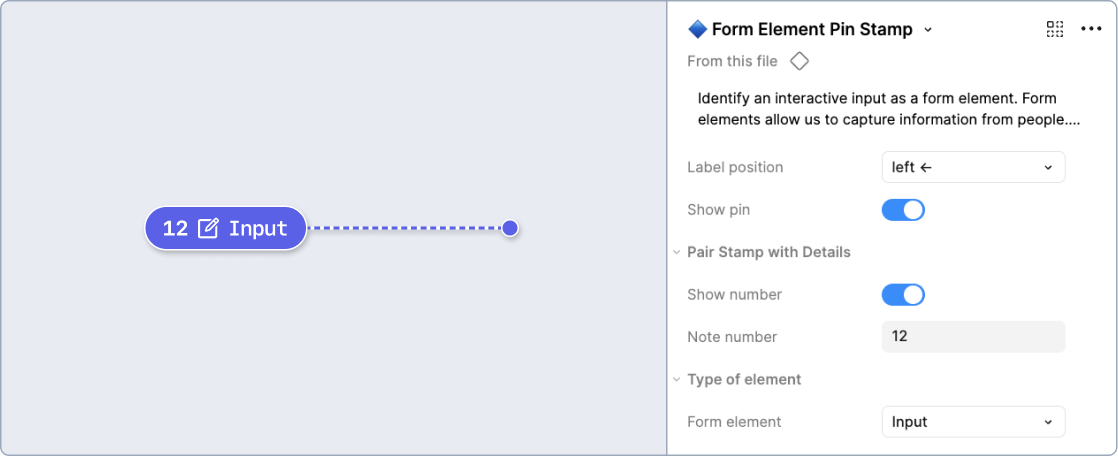 12 Input
Form Element Pin Stamp
From this file
Identify an interactive input as a form element. Form
elements allow us to capture information from people....
Label position
left ←
Show pin
Pair Stamp with Details
Show number
Note number
12
Type of element
Form element
Input